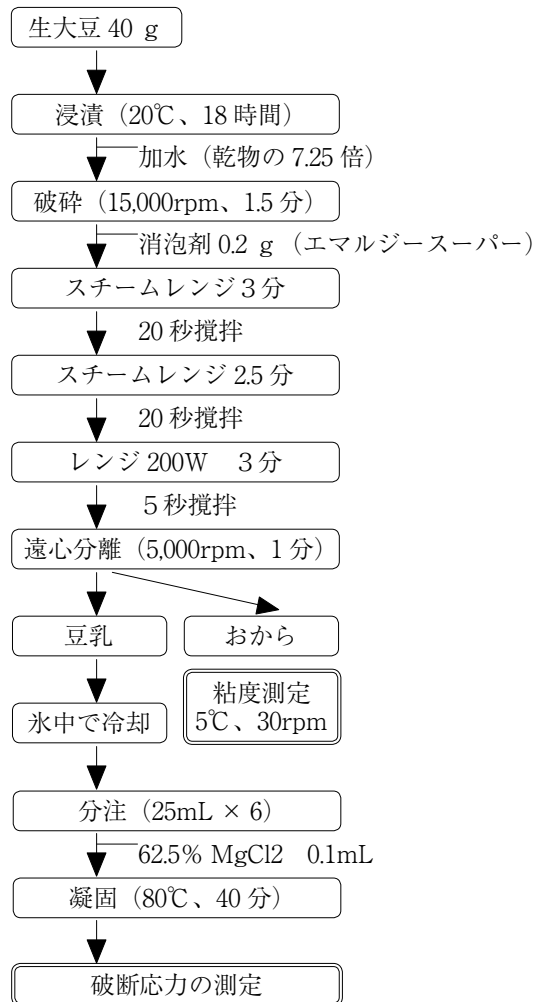 生大豆 40 g
浸漬（20℃、18 時間）
加水（乾物の 7.25 倍）
破砕（15,000rpm、1.5 分）
消泡剤 0.2 g （エマルジースーパー）
スチームレンジ３分
20 秒撹拌
スチームレンジ 2.5 分
20 秒撹拌
レンジ 200W　３分
５秒撹拌
遠心分離（5,000rpm、1 分）
豆乳
おから
粘度測定
5℃、30rpm
氷中で冷却
分注（25mL × 6）
62.5% MgCl2　0.1mL
凝固（80℃、40 分）
破断応力の測定